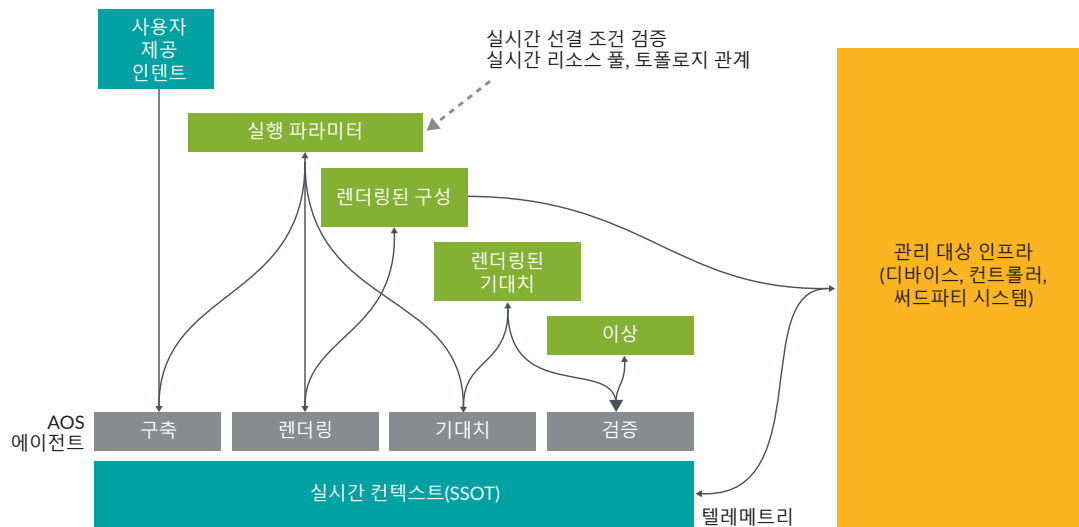 사용자
제공
인텐트
실시간 선결 조건 검증
실시간 리소스 풀, 토폴로지 관계
실행 파라미터
렌더링된 구성
렌더링된
기대치
이상
관리 대상 인프라
(디바이스, 컨트롤러,
써드파티 시스템)
AOS
에이전트
구축
렌더링
기대치
검증
실시간 컨텍스트(SSOT)
텔레메트리